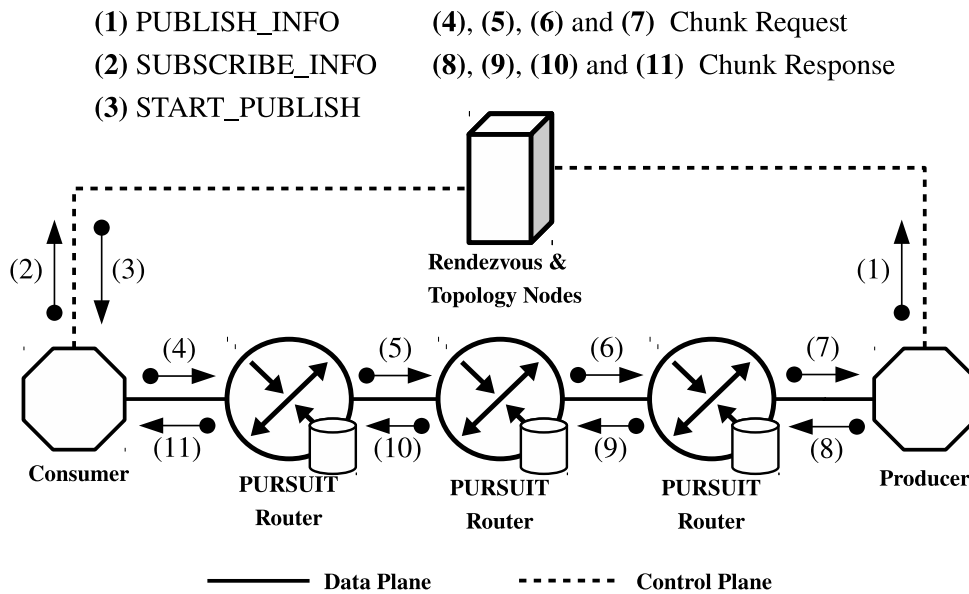 (1) PUBLISH_INFO
(4), (5), (6) and (7) Chunk Request
(2) SUBSCRIBE_INFO
(8), (9), (10) and (11) Chunk Response
(3) START_PUBLISH
Rendezvous &
Topology Nodes
(2)
(3)
(1)
(4)
(5)
(6)
(7)
(11)
(10)
(9)
(8)
Consumer
PURSUIT
Router
PURSUIT
Router
PURSUIT
Router
Producer
Data Plane
Control Plane